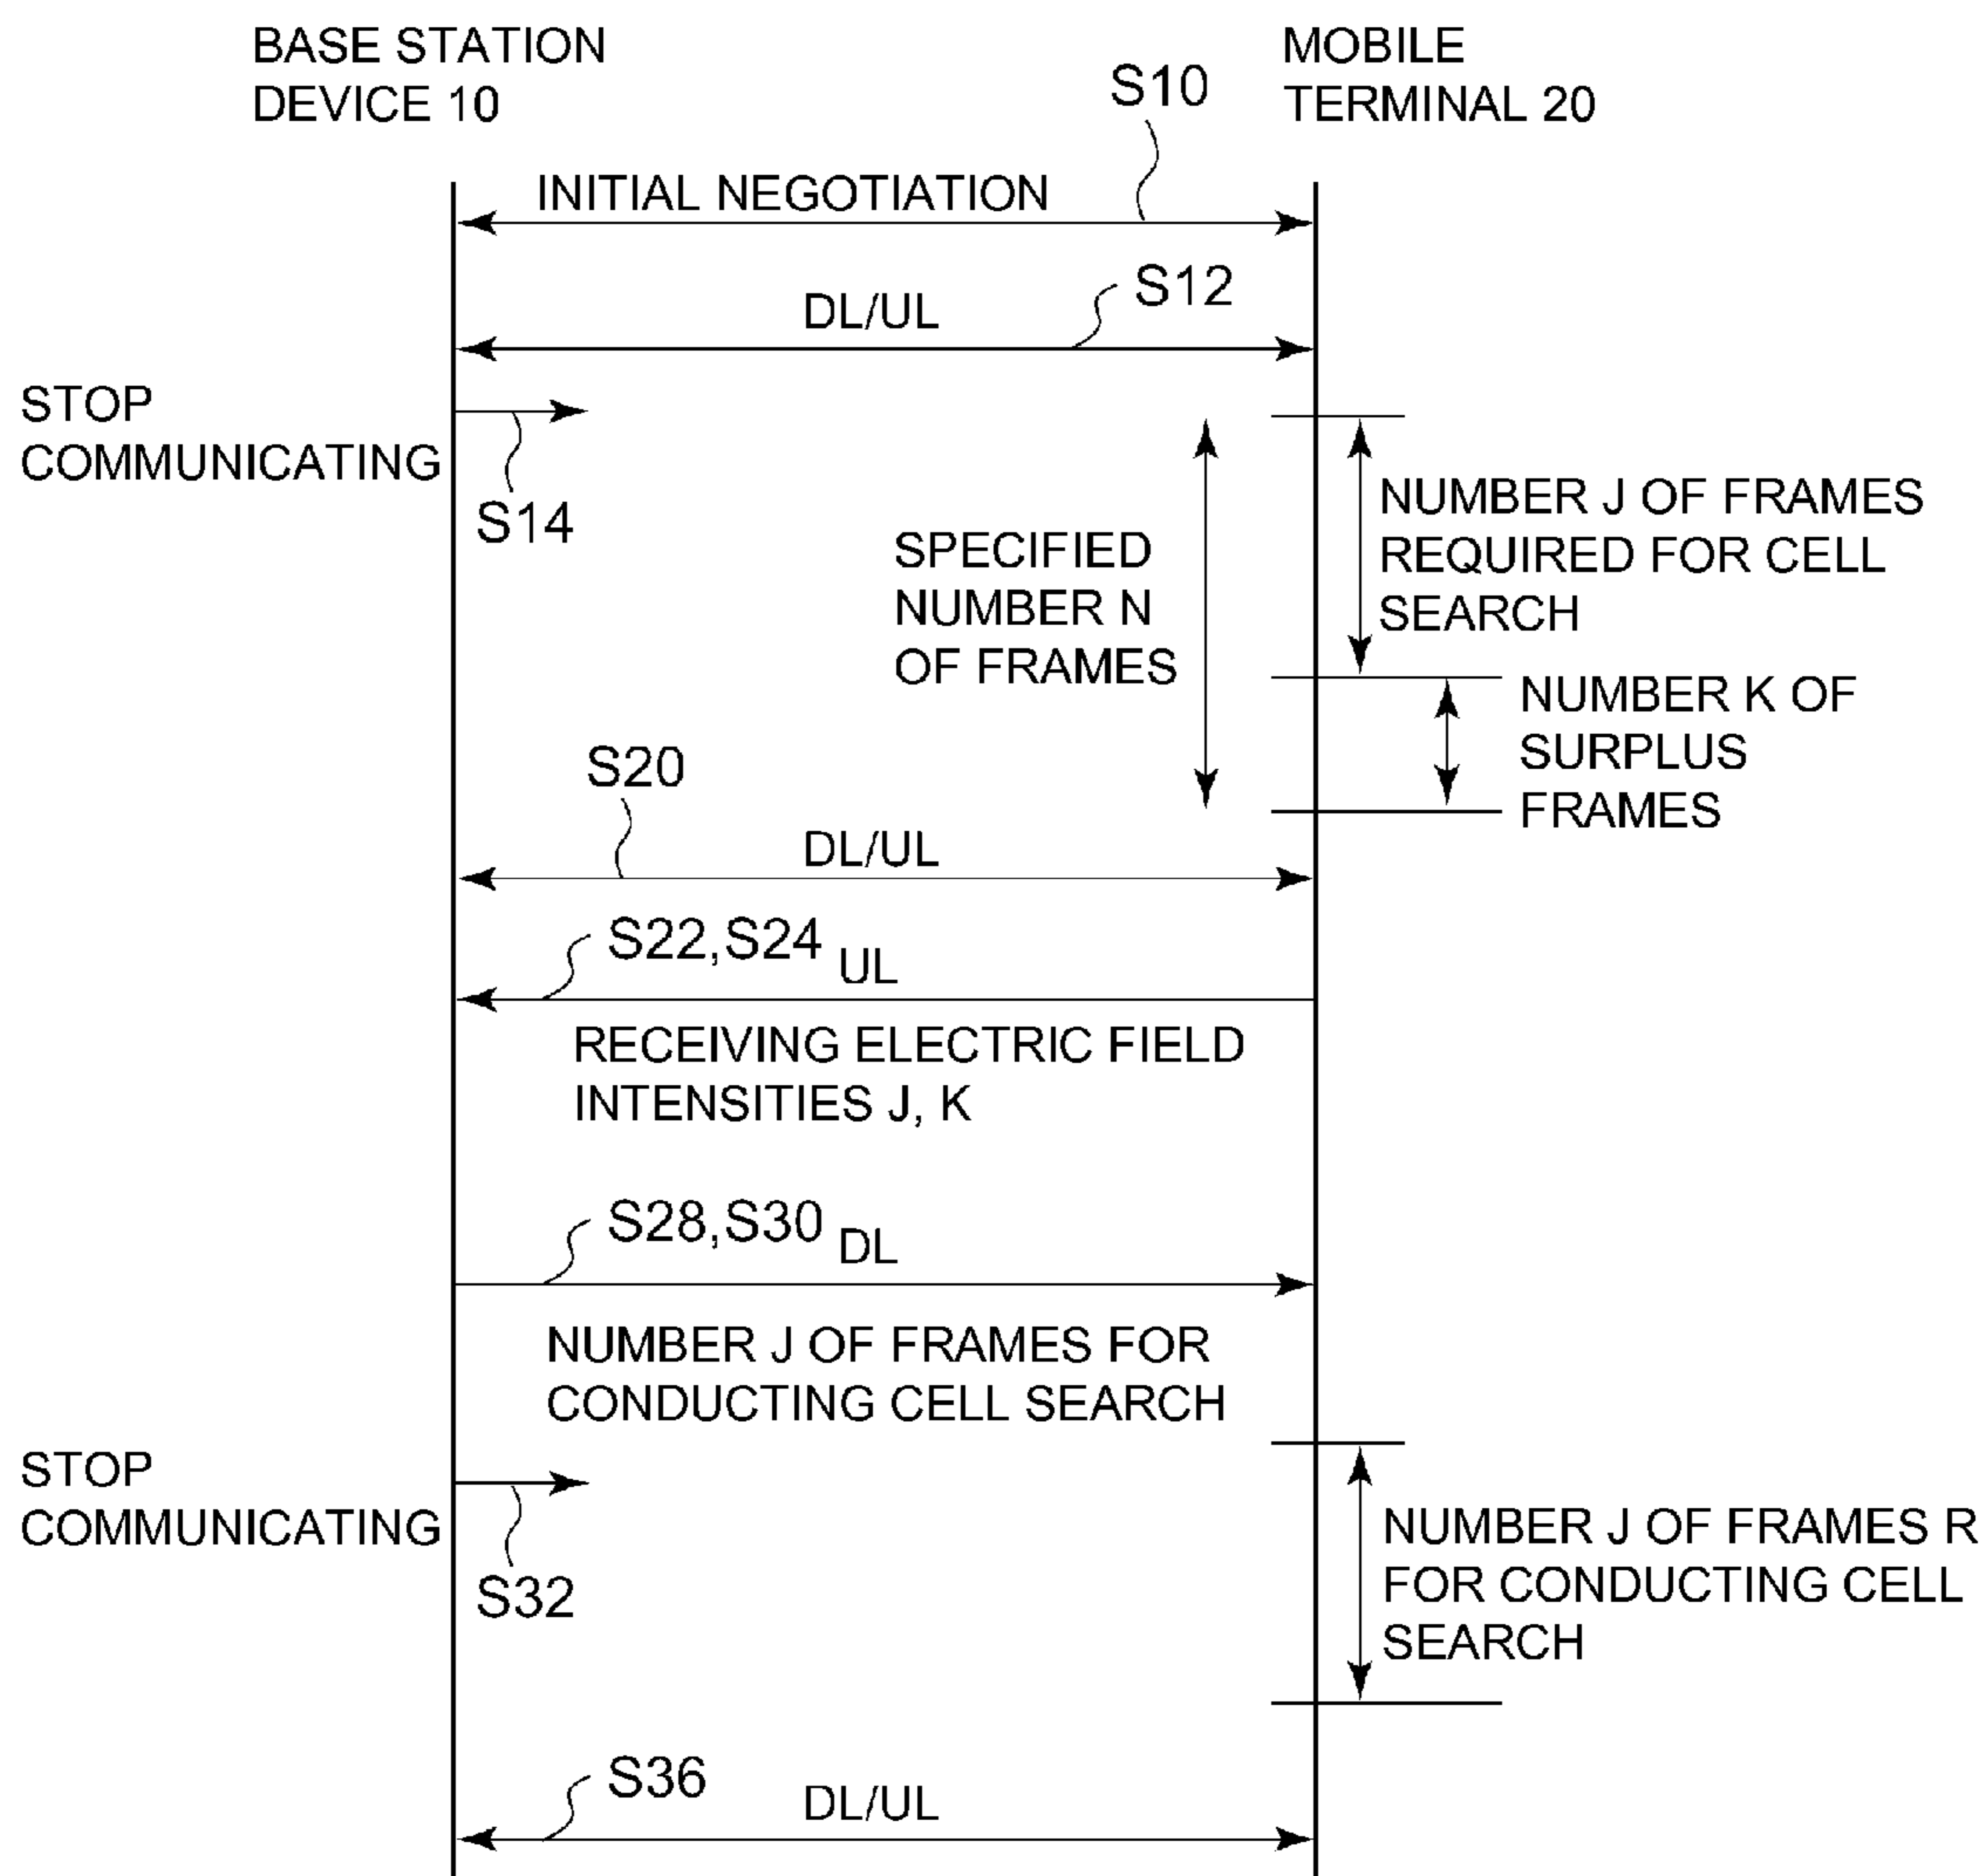 BASE STATION
DEVICE 10
MOBILE
TERMINAL 20
S10
INITIAL NEGOTIATION
S12
DL/UL
STOP
COMMUNICATING
S14
SPECIFIED
NUMBER N
OF FRAMES
NUMBER J OF FRAMES
REQUIRED FOR CELL
SEARCH
NUMBER K OF
SURPLUS
FRAMES
S20
DL/UL
S22,S24 UL
RECEIVING ELECTRIC FIELD
INTENSITIES J, K
S28,S30 DL
NUMBER J OF FRAMES FOR
CONDUCTING CELL SEARCH
STOP
COMMUNICATING
S32
NUMBER J OF FRAMES R
FOR CONDUCTING CELL
SEARCH
S36
DL/UL